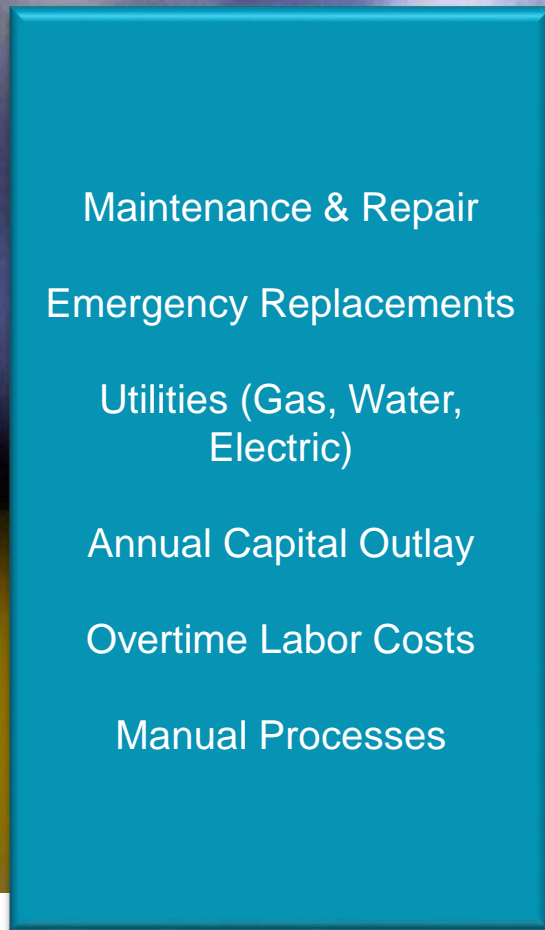 Maintenance & Repair
Emergency Replacements
Utilities (Gas, Water,
Electric)
Annual Capital Outlay
Overtime Labor Costs
Manual Processes